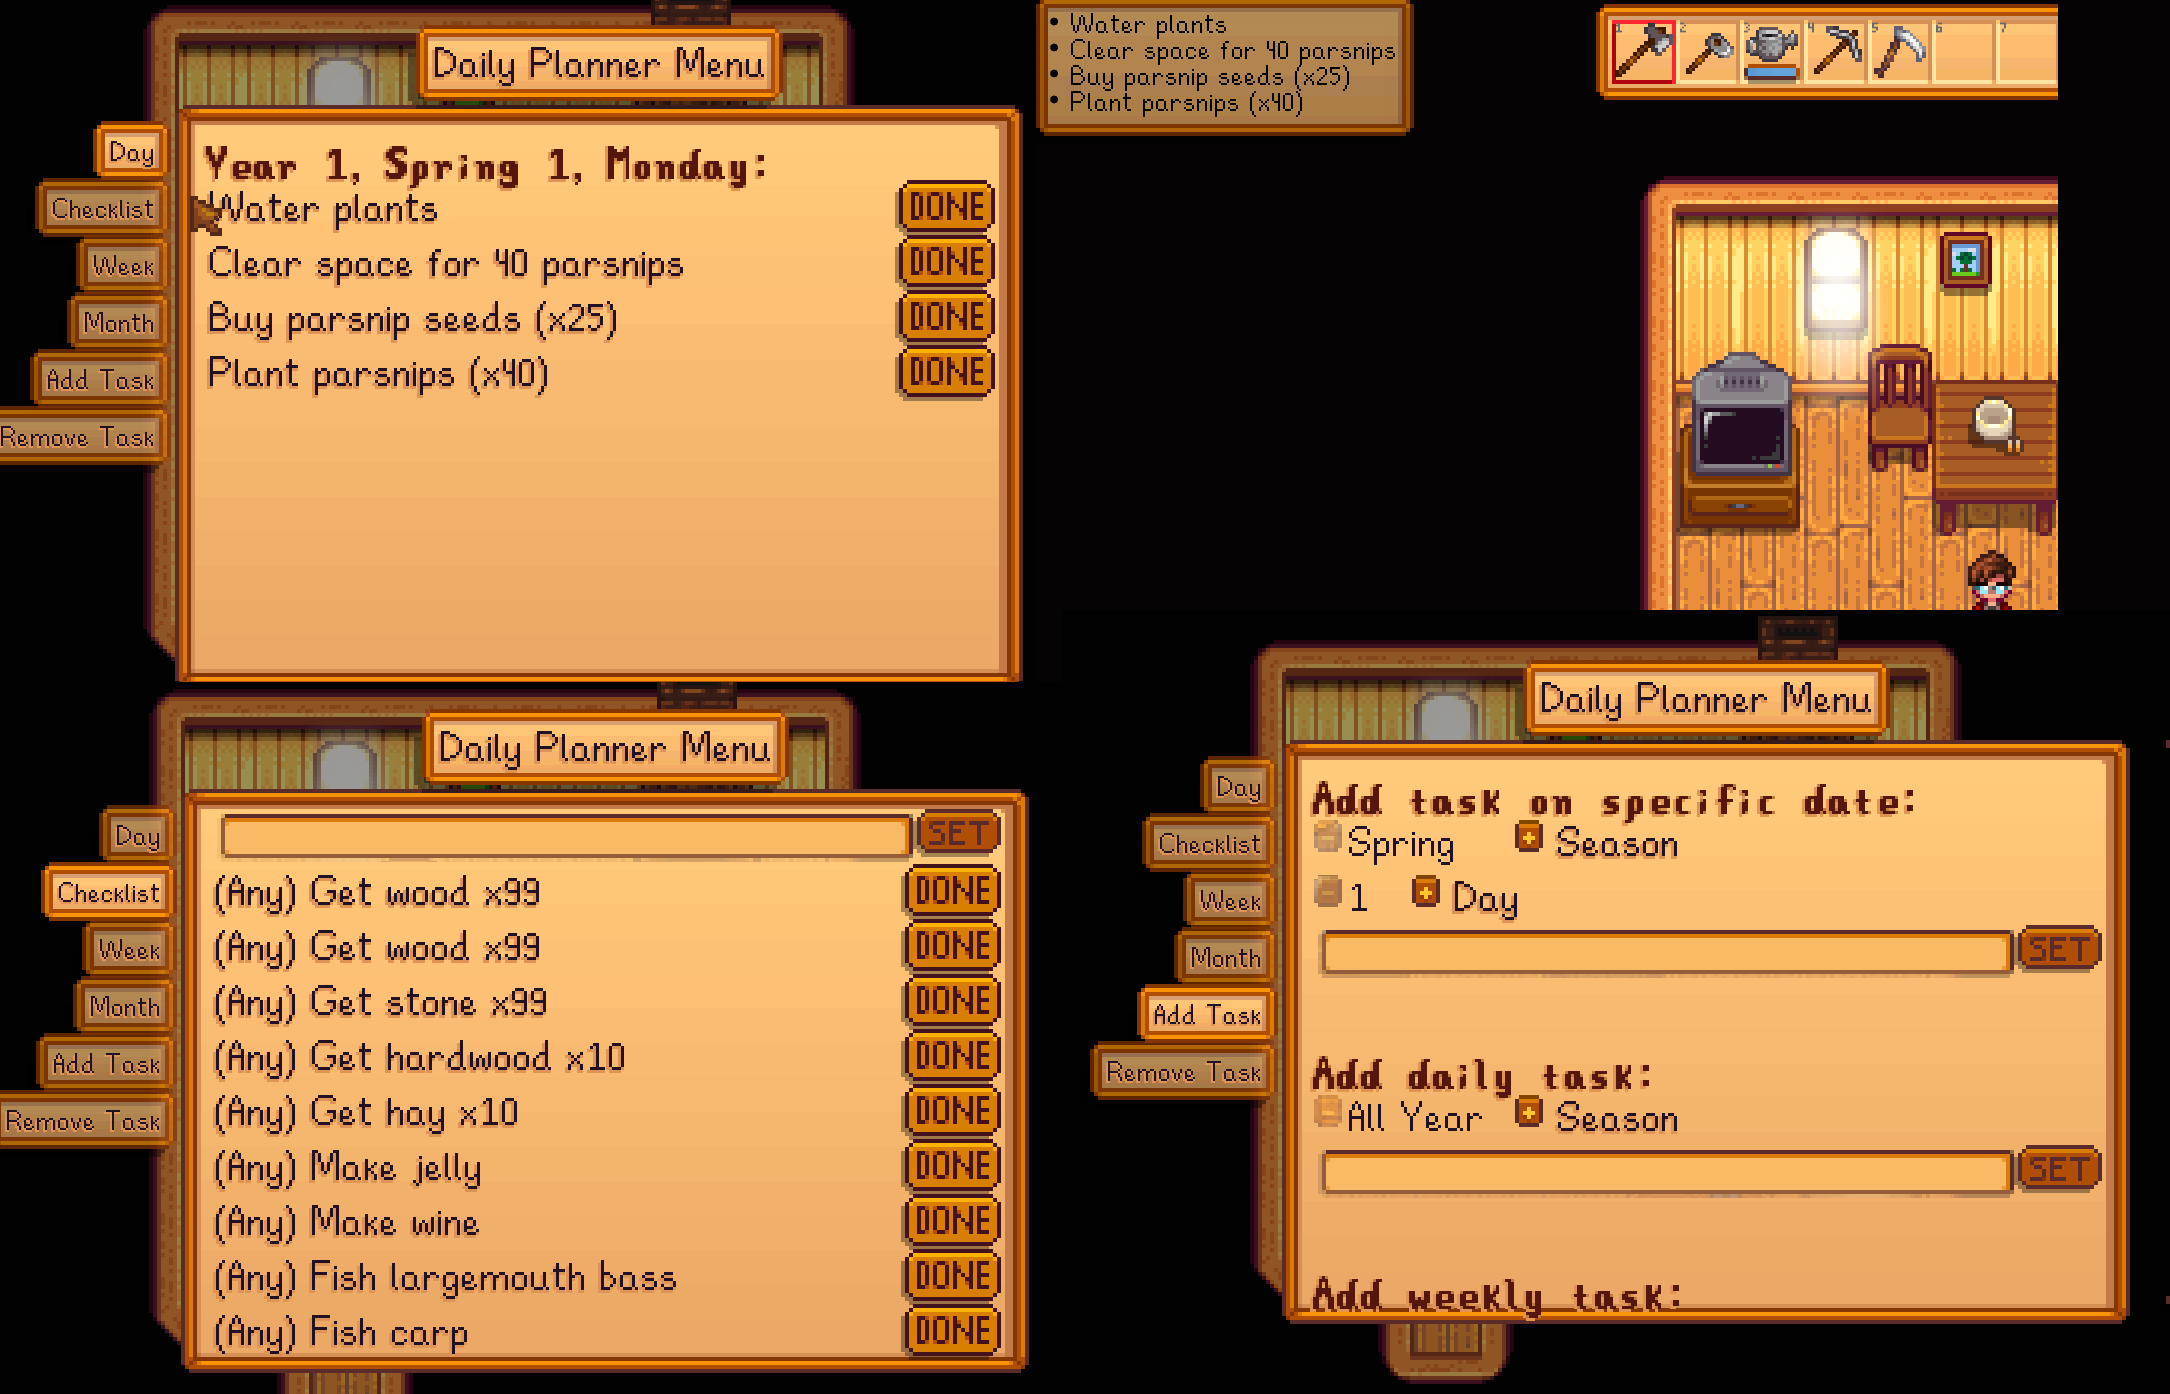 Daily Planner Menu
Day
Checklist
Week
Month
Add Task
Remove Task
Year 1, Spring 1, Monday:
Water plants DONE
Clear space for 40 parsnips DONE
Buy parsnip seeds (x25) DONE
Plant parsnips (x40) DONE
• Water plants
• Clear space for 40 parsnips
• Buy parsnip seeds (x25)
• Plant parsnips (x40)
1 2 3 4 5 6 7
Daily Planner Menu
Day
Checklist
Week
Month
Add Task
Remove Task
SET
(Any) Get wood x99 DONE
(Any) Get wood x99 DONE
(Any) Get stone x99 DONE
(Any) Get hardwood x10 DONE
(Any) Get hay x10 DONE
(Any) Make jelly DONE
(Any) Make wine DONE
(Any) Fish largemouth bass DONE
(Any) Fish carp DONE
Daily Planner Menu
Day
Checklist
Week
Month
Add Task
Remove Task
Add task on specific date:
Spring + Season
1 + Day
SET
Add daily task:
All Year + Season
SET
Add weekly task: